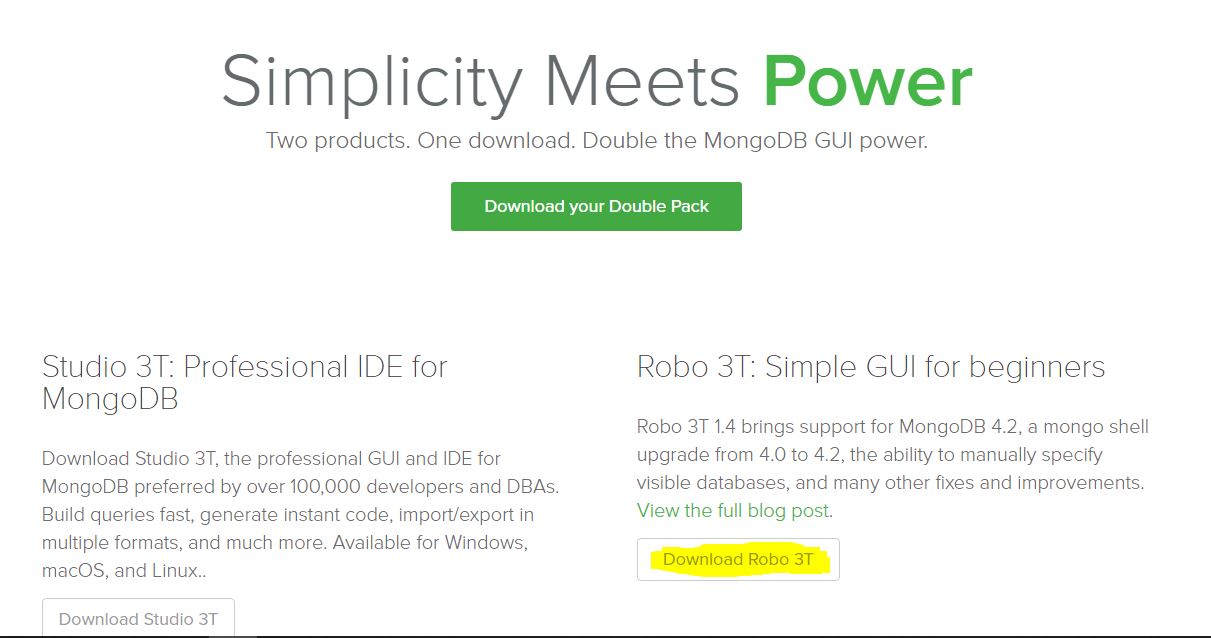 Simplicity Meets Power
Two products. One download. Double the MongoDB GUI power.
Download your Double Pack
Studio 3T: Professional IDE for
MongoDB
Download Studio 3T, the professional GUI and IDE for
MongoDB preferred by over 100,000 developers and DBAs.
Build queries fast, generate instant code, import/export in
multiple formats, and much more. Available for Windows,
macOS, and Linux..
Download Studio 3T
Robo 3T: Simple GUI for beginners
Robo 3T 1.4 brings support for MongoDB 4.2, a mongo shell
upgrade from 4.0 to 4.2, the ability to manually specify
visible databases, and many other fixes and improvements.
View the full blog post.
Download Robo 3T